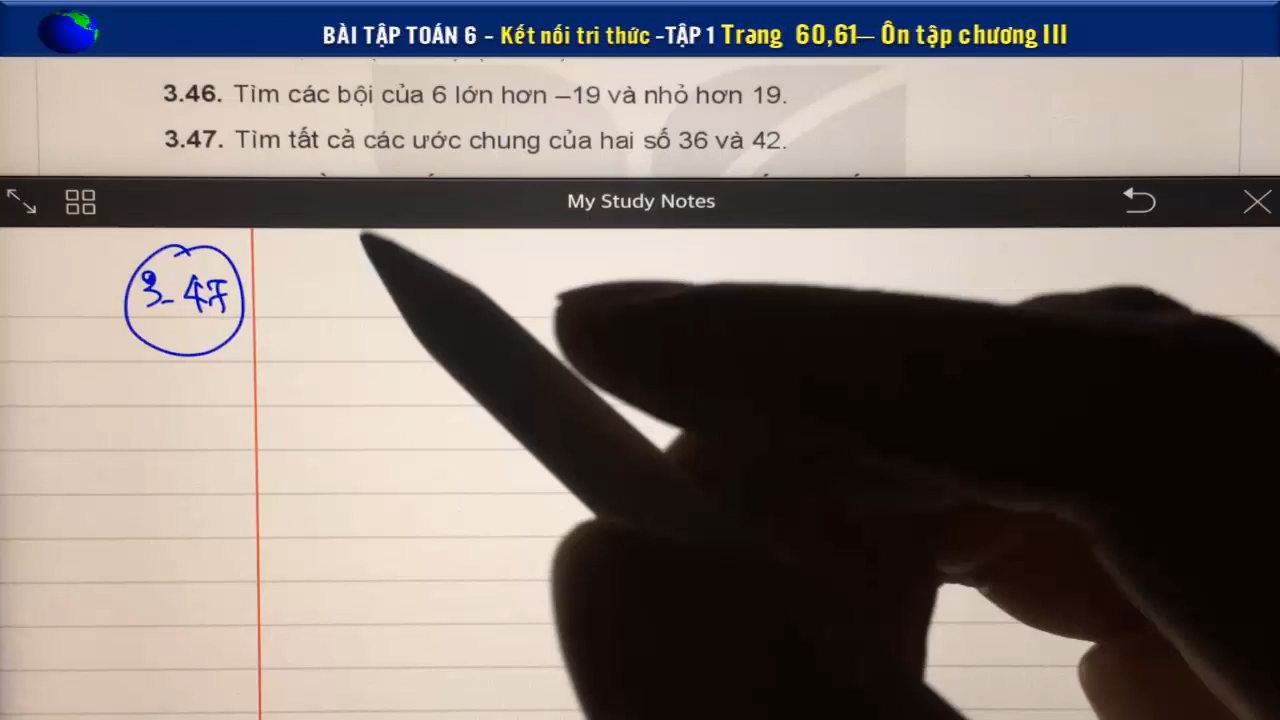 BÀI TẬP TOÁN 6 - Kết nối tri thức -TẬP 1 Trang 60,61– Ôn tập chương III
3.46. Tìm các bội của 6 lớn hơn –19 và nhỏ hơn 19.
3.47. Tìm tất cả các ước chung của hai số 36 và 42.
My Study Notes
3-47